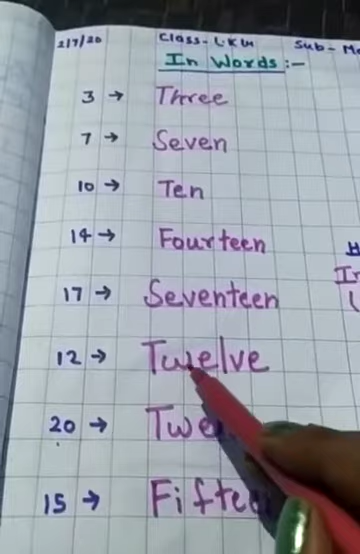 2/7/20 Class - LKG Sub -
In Words :-
3 → Three
7 → Seven
10 → Ten
14 → Fourteen
17 → Seventeen
12 → Twelve
20 →
15 →